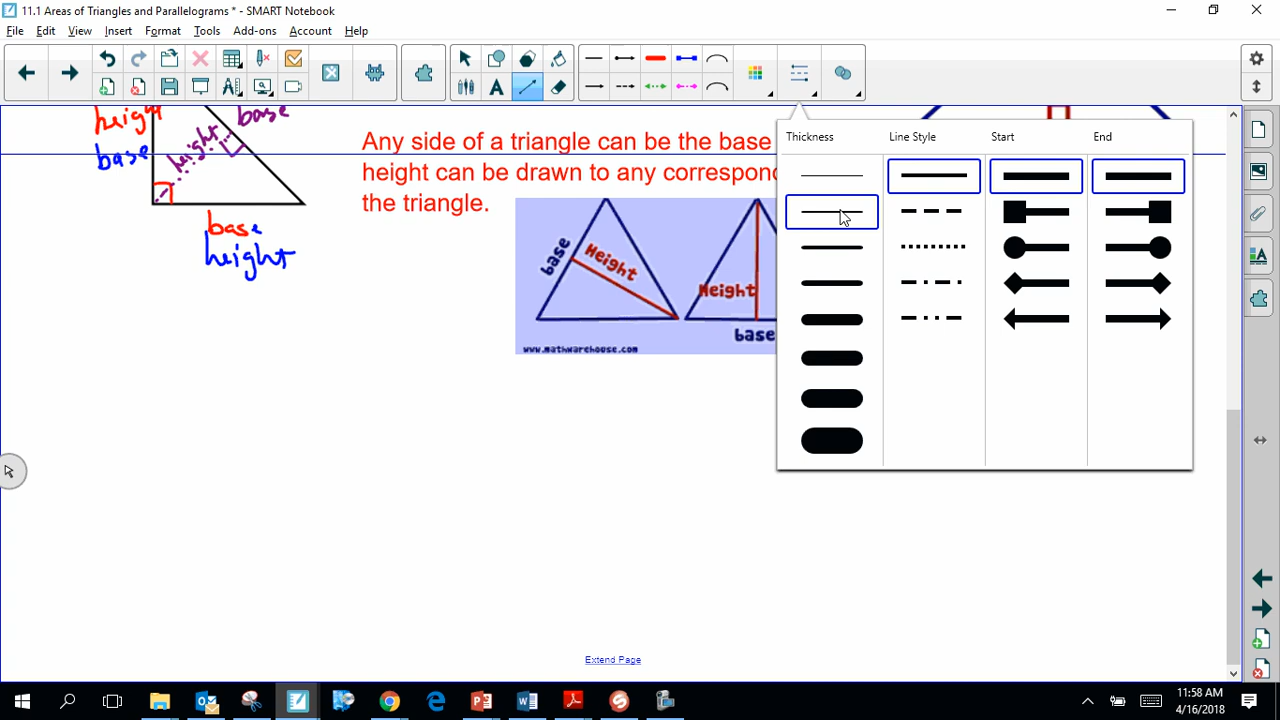 11.1 Areas of Triangles and Parallelograms * - SMART Notebook
File Edit View Insert Format Tools Add-ons Account Help
Thickness Line Style Start End
height
base
base
height
base
height
Any side of a triangle can be the base
height can be drawn to any correspond
the triangle.
base
Height
Height
base
www.mathwarehouse.com
Extend Page
11:58 AM
4/16/2018